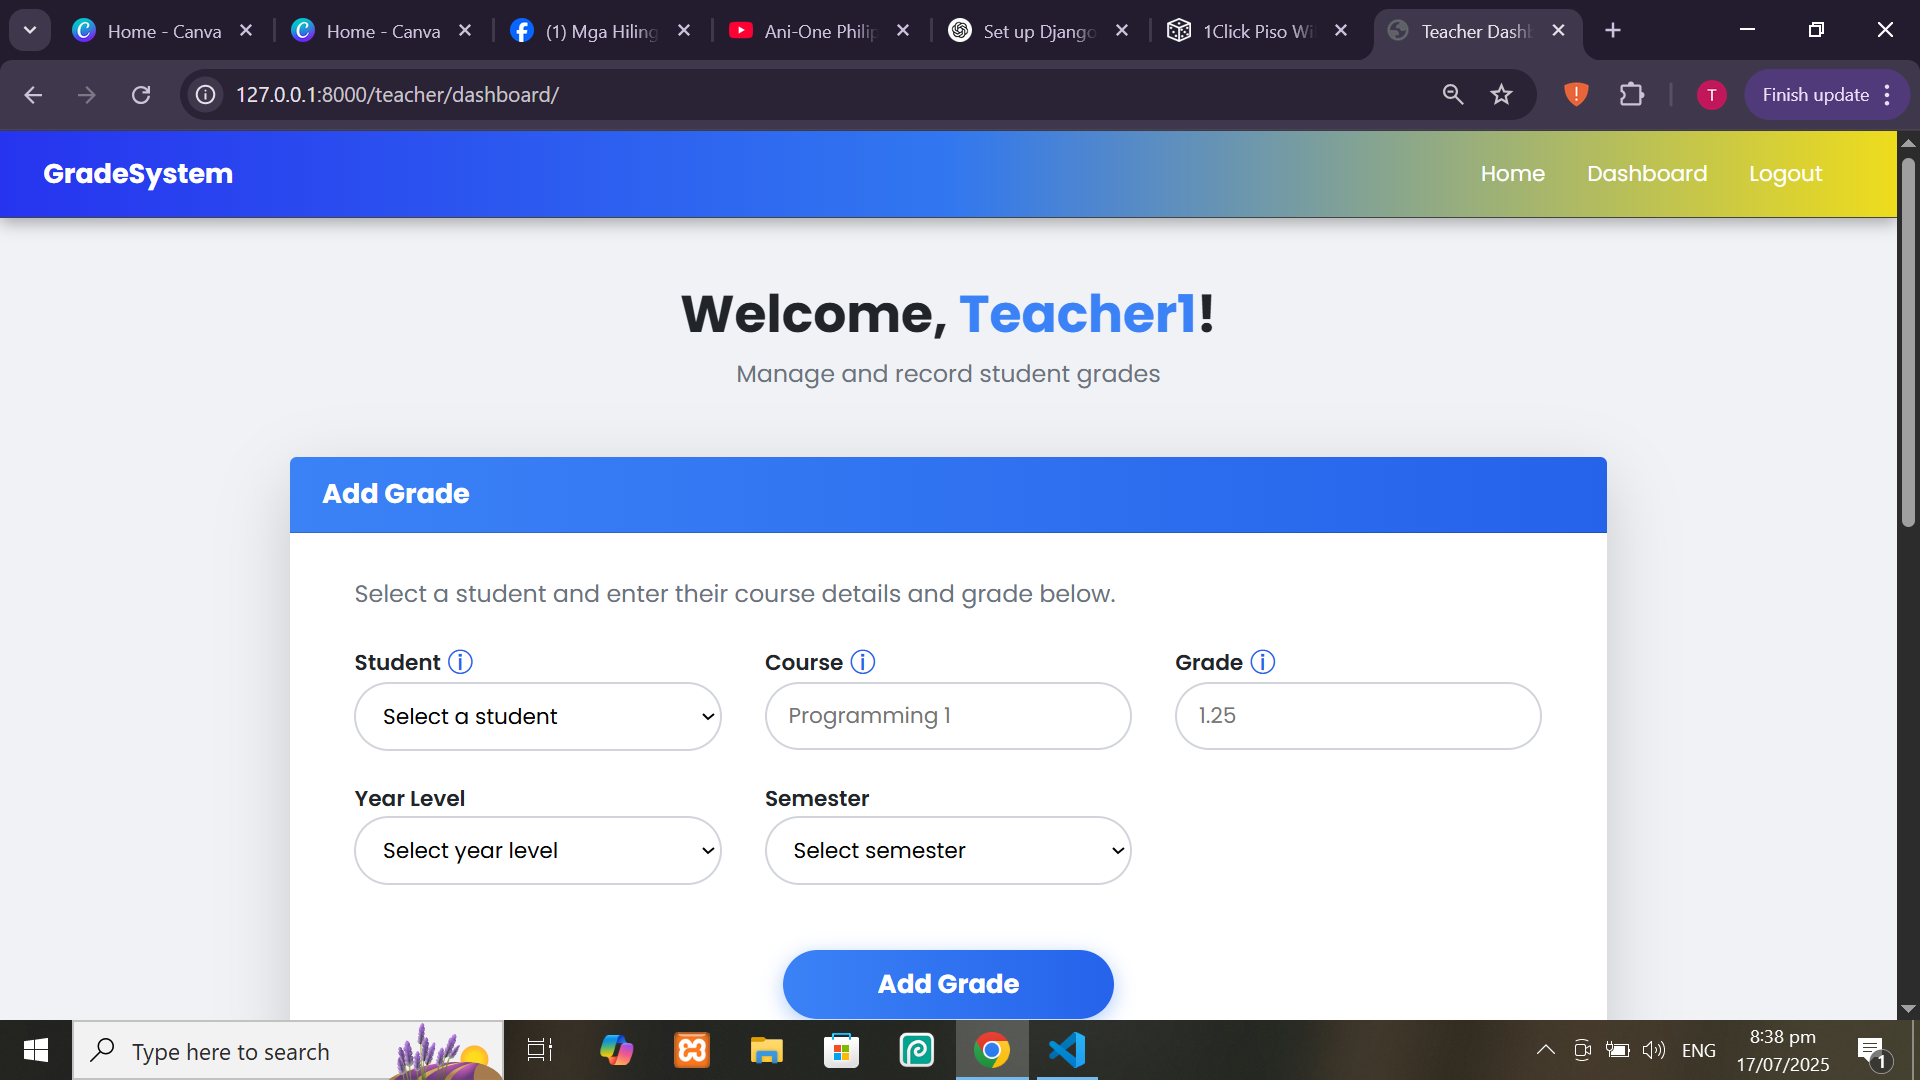 Home - Canva
Home - Canva
(1) Mga Hiling
Ani-One Philip
Set up Django
1Click Piso Wi
Teacher Dash
127.0.0.1:8000/teacher/dashboard/
T
Finish update
GradeSystem
Home
Dashboard
Logout
Welcome, Teacher1!
Manage and record student grades
Add Grade
Select a student and enter their course details and grade below.
Student
Course
Grade
Select a student
Programming 1
1.25
Year Level
Semester
Select year level
Select semester
Add Grade
Type here to search
ENG
8:38 pm
17/07/2025
1